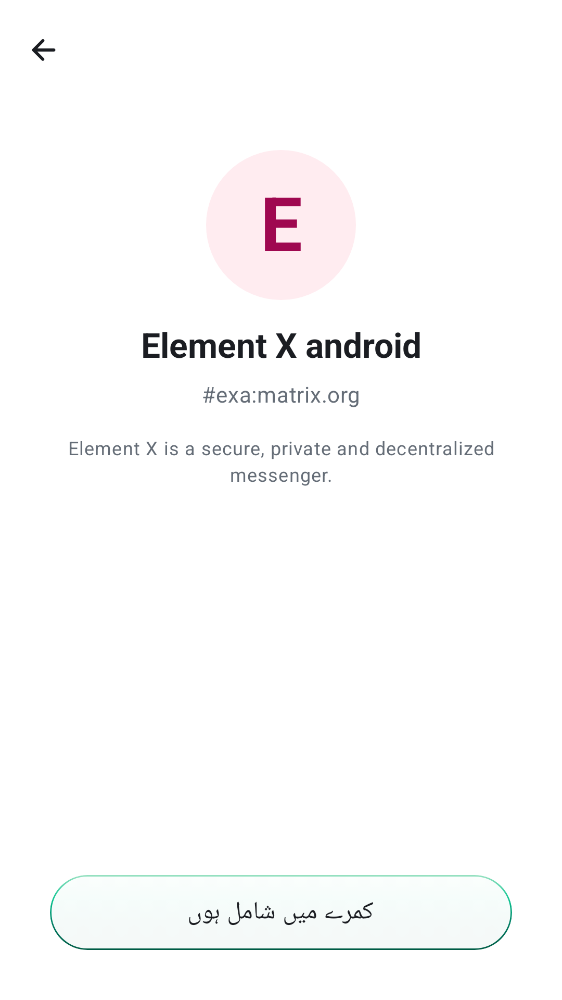 E
Element X android
#exa:matrix.org
Element X is a secure, private and decentralized
messenger.
کمرے میں شامل ہوں